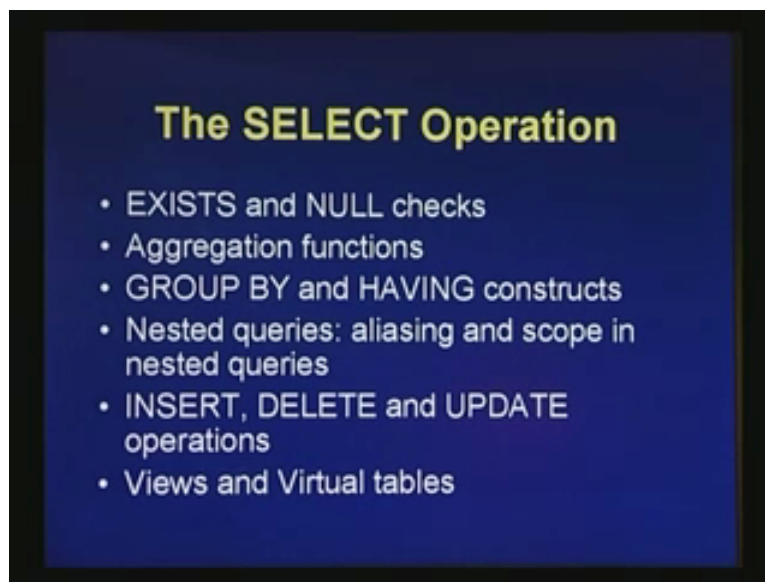 The SELECT Operation
• EXISTS and NULL checks
• Aggregation functions
• GROUP BY and HAVING constructs
• Nested queries: aliasing and scope in
nested queries
• INSERT, DELETE and UPDATE
operations
• Views and Virtual tables